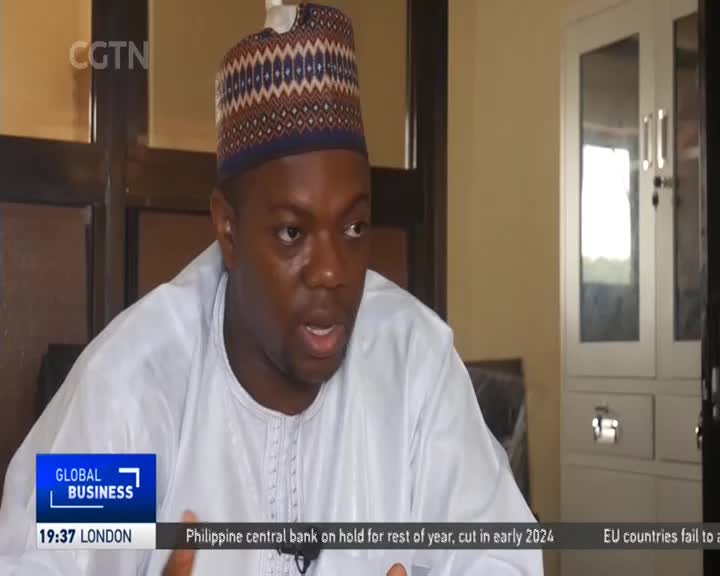 CGTN
GLOBAL
BUSINESS
19:37 LONDON
Philippine central bank on hold for rest of year, cut in early 2024
EU countries fail to a